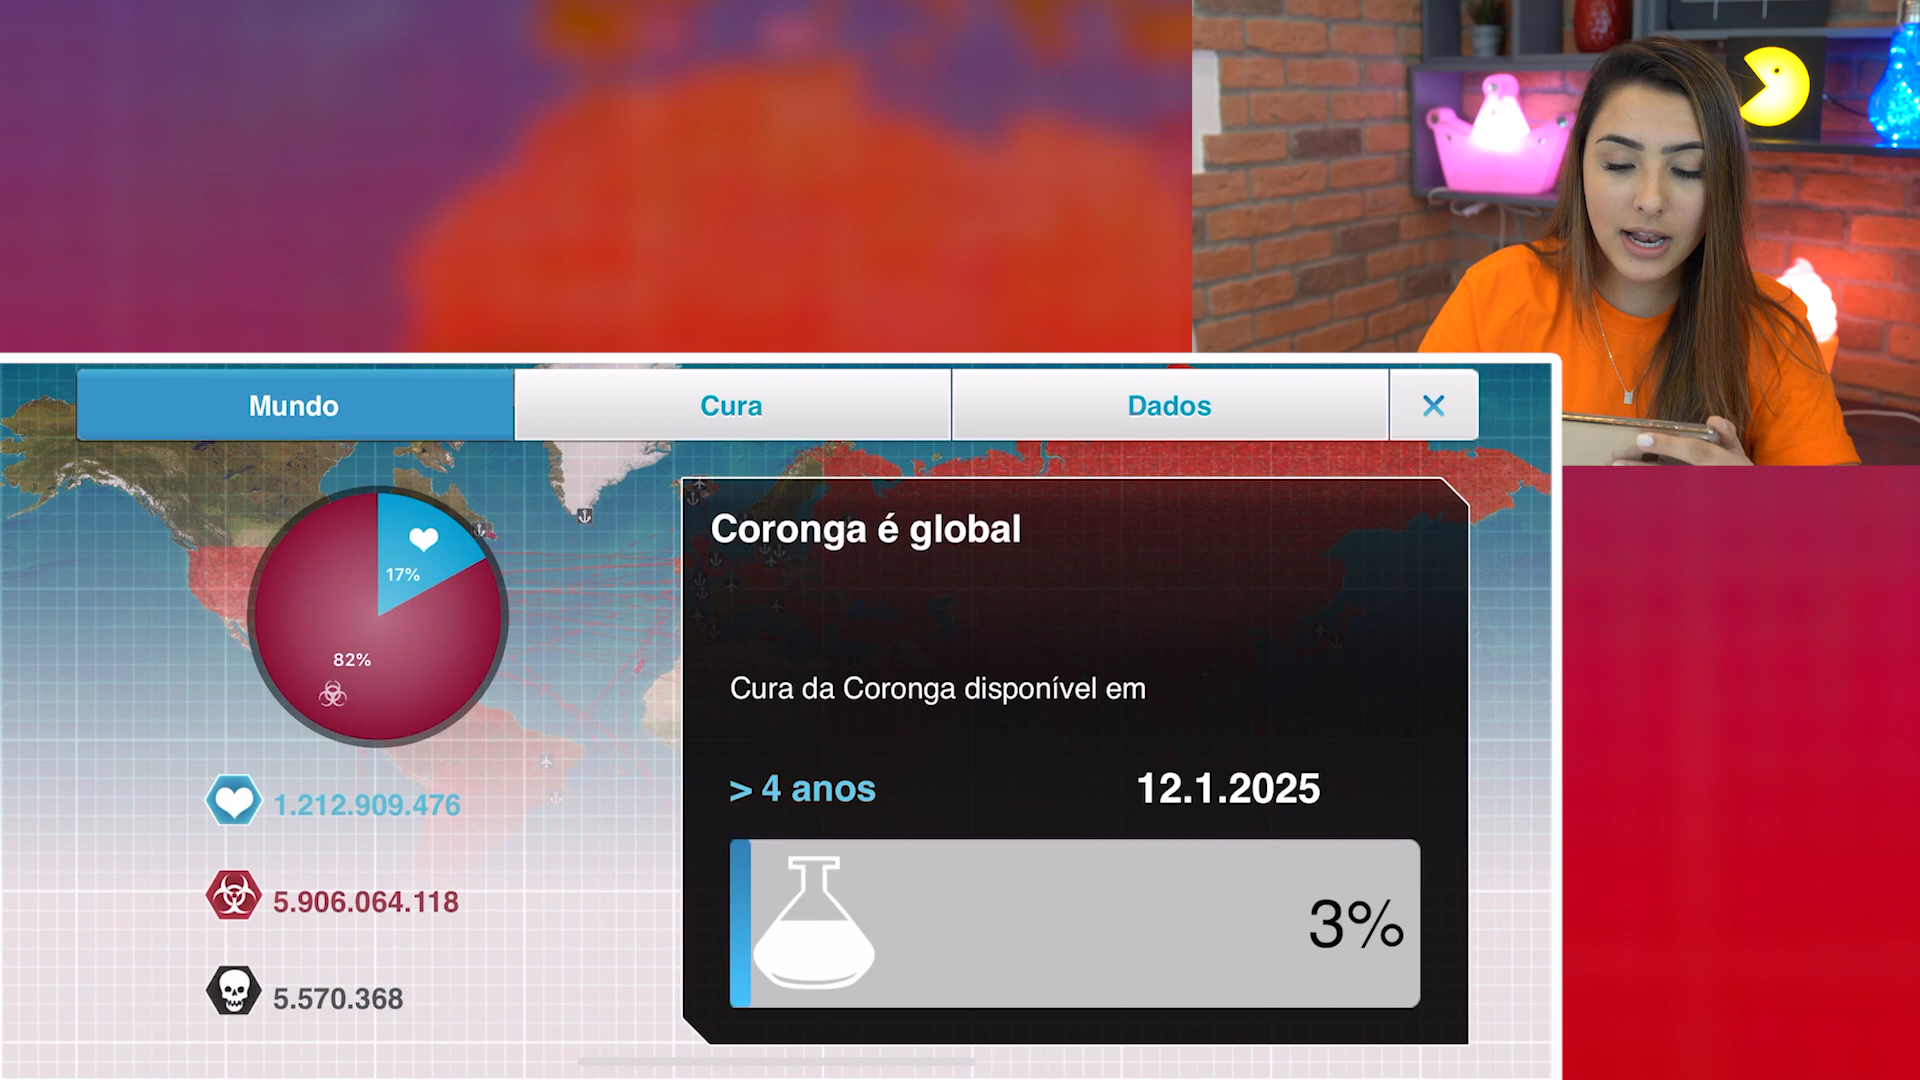 Mundo
Cura
Dados
17%
82%
1.212.909.476
5.906.064.118
5.570.368
Coronga é global
Cura da Coronga disponível em
> 4 anos
12.1.2025
3%